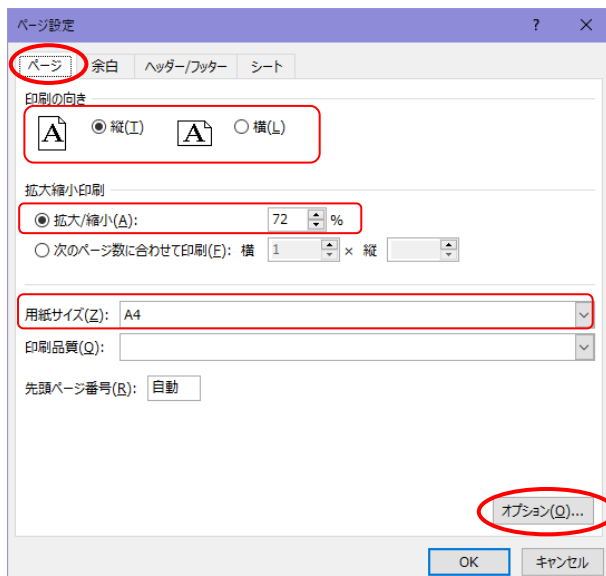 ページ設定 ? ×
ページ 余白 ヘッダー/フッター シート
印刷の向き
A 縦(T) A 横(L)
拡大縮小印刷
拡大/縮小(A): 72 %
次のページ数に合わせて印刷(F): 横 1 × 縦
用紙サイズ(Z): A4
印刷品質(Q):
先頭ページ番号(R): 自動
オプション(O)...
OK キャンセル